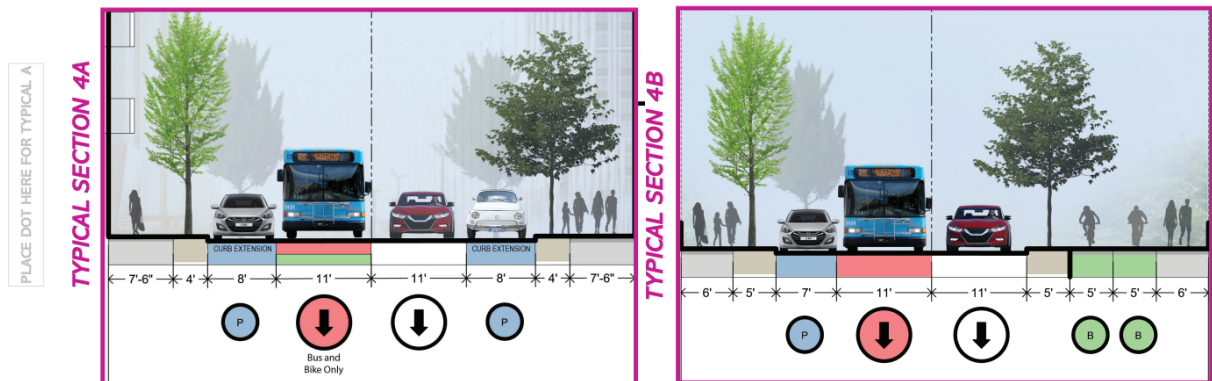 PLACE DOT HERE FOR TYPICAL A
TYPICAL SECTION 4A
CURB EXTENSION
CURB EXTENSION
7'-6" 4' 8' 11' 11' 8' 4' 7'-6"
P
P
Bus and
Bike Only
TYPICAL SECTION 4B
6' 5' 7' 11' 11' 5' 5' 5' 6'
P
B
B